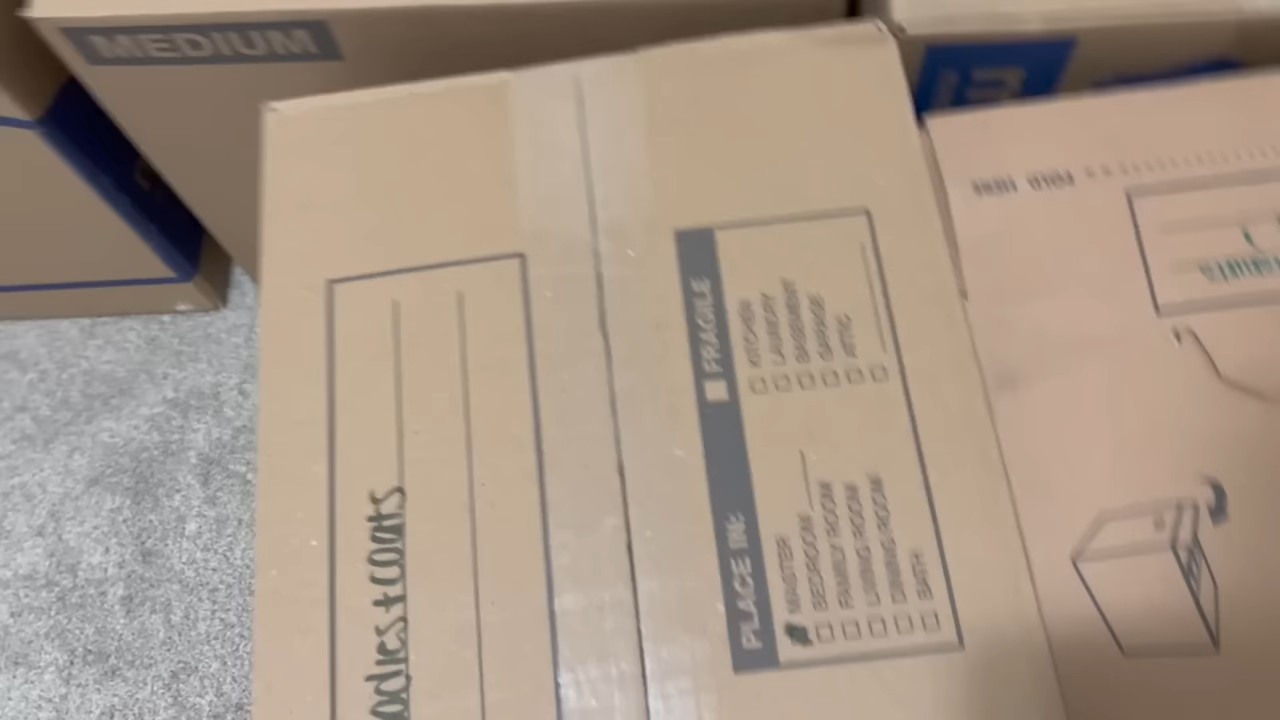 MEDIUM
odies + coats
FRAGILE
KITCHEN
LAUNDRY
BASEMENT
GARAGE
ATTIC
PLACE IN:
MASTER
BEDROOM
FAMILY ROOM
LIVING ROOM
DINING ROOM
BATH